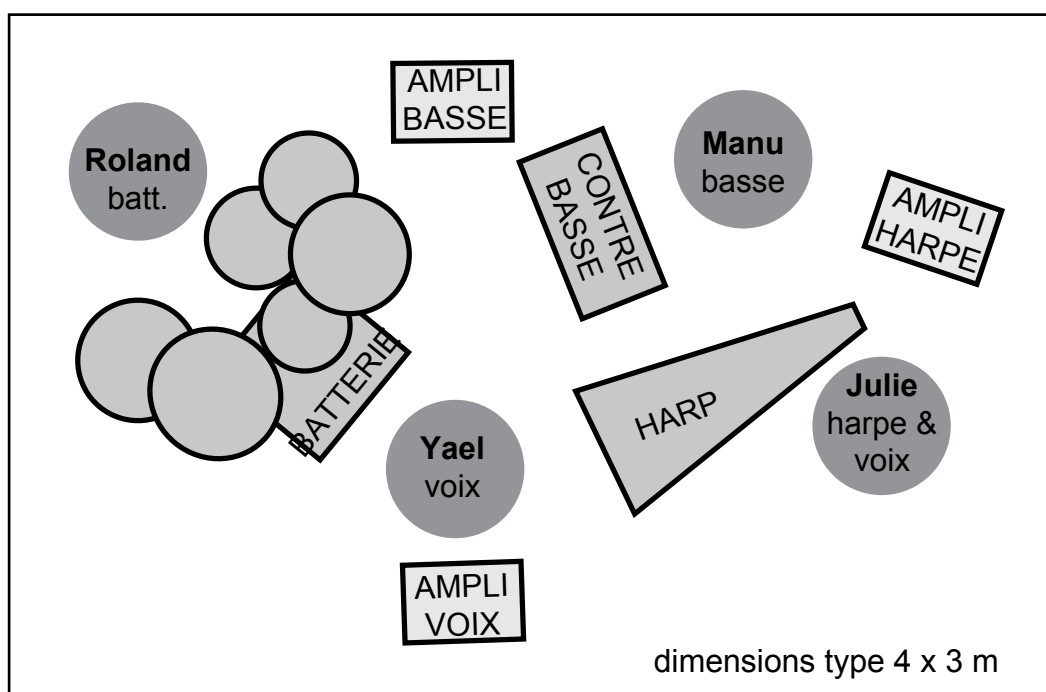 AMPLI
BASSE
Roland
batt.
CONTRE
BASSE
Manu
basse
AMPLI
HARPE
BATTERIE
HARP
Julie
harpe &
voix
Yael
voix
AMPLI
VOIX
dimensions type 4 x 3 m